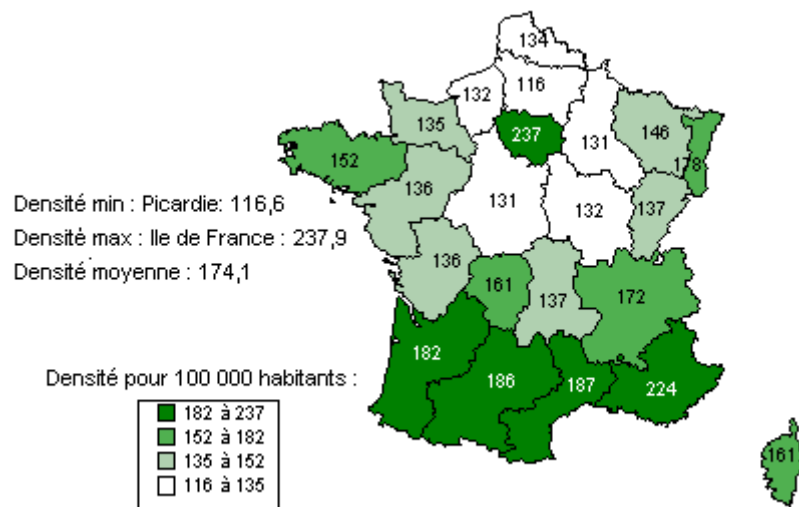 134
116
132
135
237
131
146
178
152
136
131
132
137
Densité min : Picardie: 116,6
Densité max : Ile de France : 237,9
Densité moyenne : 174,1
136
161
137
172
182
186
187
224
161
Densité pour 100 000 habitants :
182 à 237
152 à 182
135 à 152
116 à 135